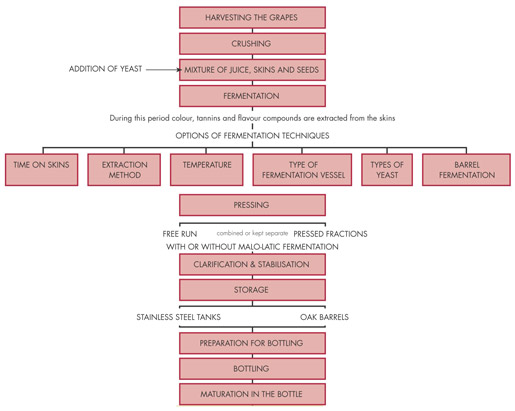 HARVESTING THE GRAPES
CRUSHING
ADDITION OF YEAST
MIXTURE OF JUICE, SKINS AND SEEDS
FERMENTATION
During this period colour, tannins and flavour compounds are extracted from the skins
OPTIONS OF FERMENTATION TECHNIQUES
TIME ON SKINS
EXTRACTION
METHOD
TEMPERATURE
TYPE OF
FERMENTATION VESSEL
TYPES OF
YEAST
BARREL
FERMENTATION
PRESSING
FREE RUN
combined or kept separate
PRESSED FRACTIONS
WITH OR WITHOUT MALO-LATIC FERMENTATION
CLARIFICATION & STABILISATION
STORAGE
STAINLESS STEEL TANKS
OAK BARRELS
PREPARATION FOR BOTTLING
BOTTLING
MATURATION IN THE BOTTLE